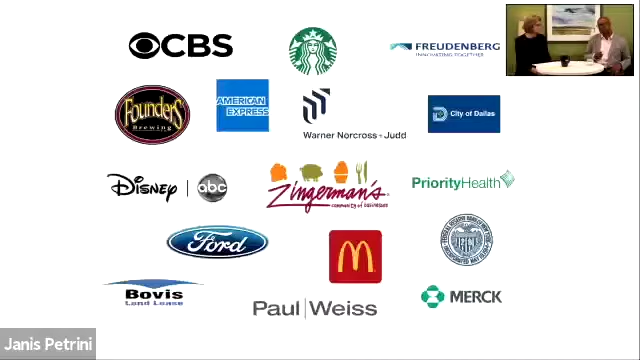 CBS
FREUDENBERG
INNOVATING TOGETHER
FOUNDERS
Brewing
AMERICAN
EXPRESS
Warner Norcross + Judd
City of Dallas
DISNEY | abc
Zingerman's
community of businesses
PriorityHealth
Ford
M
Bovis
Land Lease
Paul | Weiss
MERCK
Janis Petrini